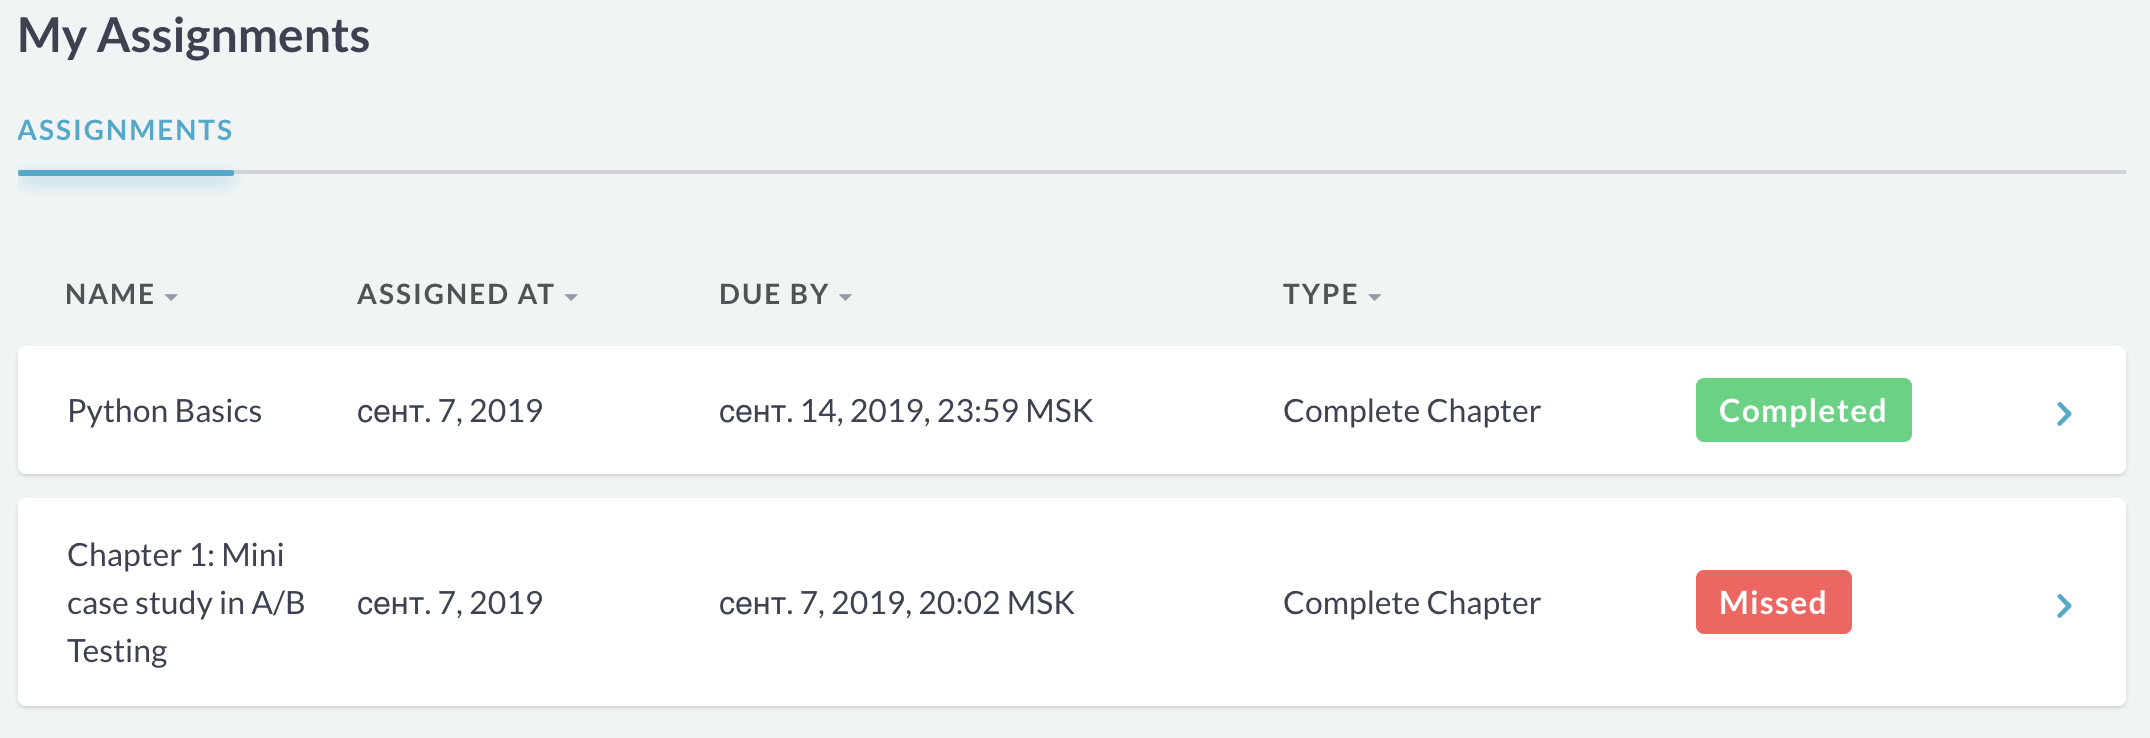 My Assignments
ASSIGNMENTS
NAME ASSIGNED AT DUE BY TYPE
Python Basics сент. 7, 2019 сент. 14, 2019, 23:59 MSK Complete Chapter Completed
Chapter 1: Mini
case study in A/B сент. 7, 2019 сент. 7, 2019, 20:02 MSK Complete Chapter Missed
Testing